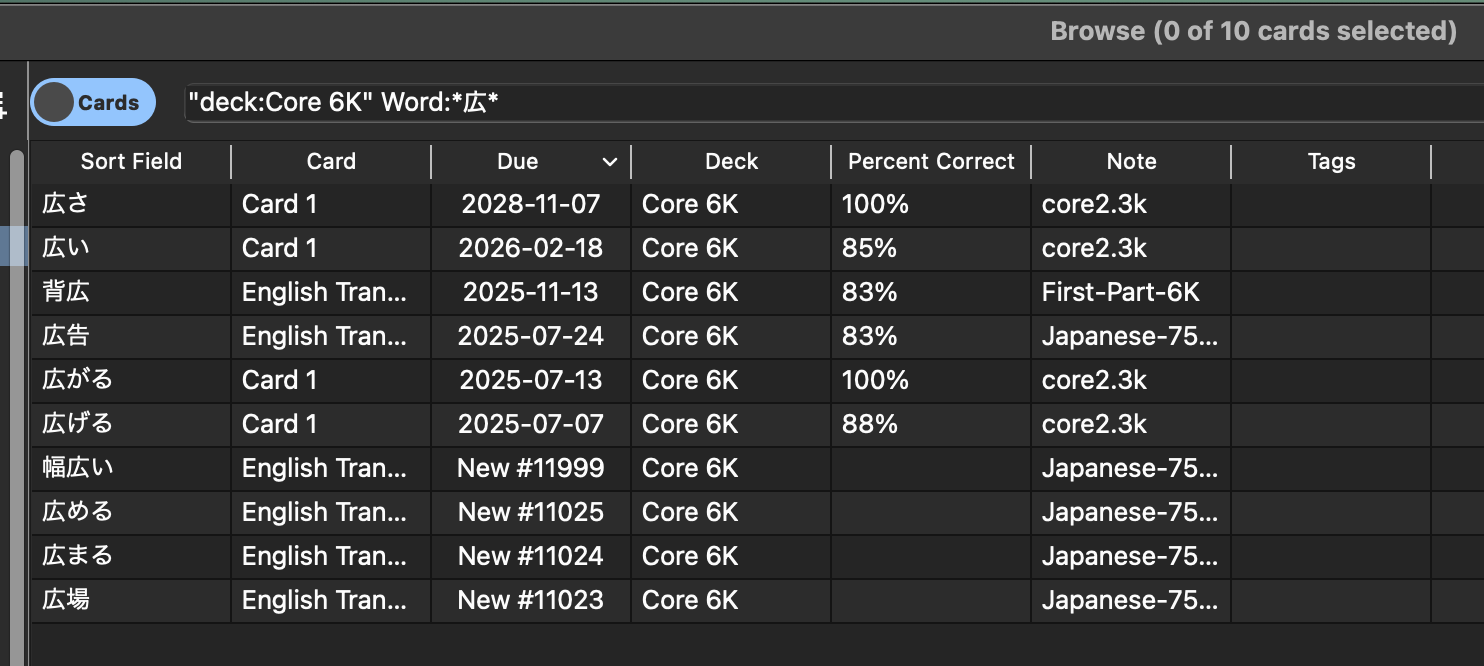 Browse (0 of 10 cards selected)
Cards "deck:Core 6K" Word:*広*
Sort Field Card Due Deck Percent Correct Note Tags
広さ Card 1 2028-11-07 Core 6K 100% core2.3k
広い Card 1 2026-02-18 Core 6K 85% core2.3k
背広 English Tran... 2025-11-13 Core 6K 83% First-Part-6K
広告 English Tran... 2025-07-24 Core 6K 83% Japanese-75...
広がる Card 1 2025-07-13 Core 6K 100% core2.3k
広げる Card 1 2025-07-07 Core 6K 88% core2.3k
幅広い English Tran... New #11999 Core 6K Japanese-75...
広める English Tran... New #11025 Core 6K Japanese-75...
広まる English Tran... New #11024 Core 6K Japanese-75...
広場 English Tran... New #11023 Core 6K Japanese-75...